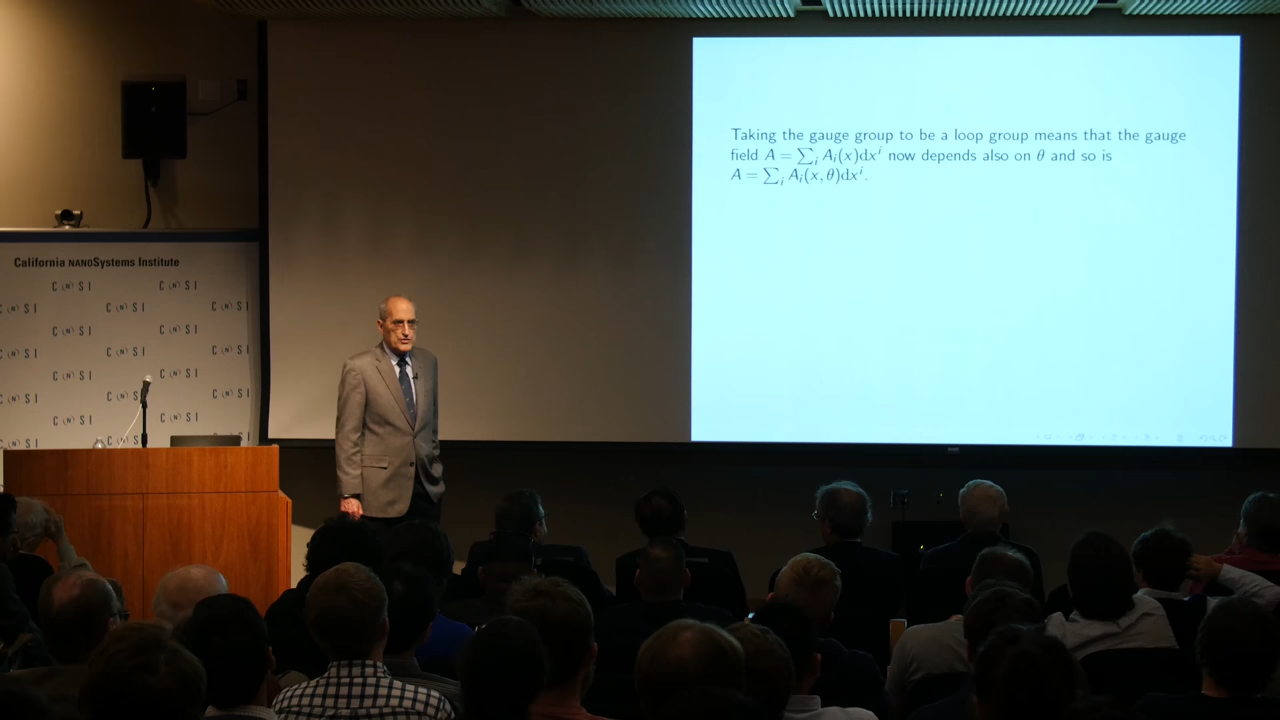 Taking the gauge group to be a loop group means that the gauge
field A = ∑ᵢ Aᵢ(x)dxⁱ now depends also on θ and so is
A = ∑ᵢ Aᵢ(x, θ)dxⁱ.
California NANOSystems Institute
C (N) S I C (N) S I
C (N) S I C (N) S I C (N) S I
C (N) S I C (N) S I
C (N) S I C (N) S I C (N) S I
C (N) S I C (N) S I
C (N) S I C (N) S I C (N) S I
C (N) S I C (N) S I